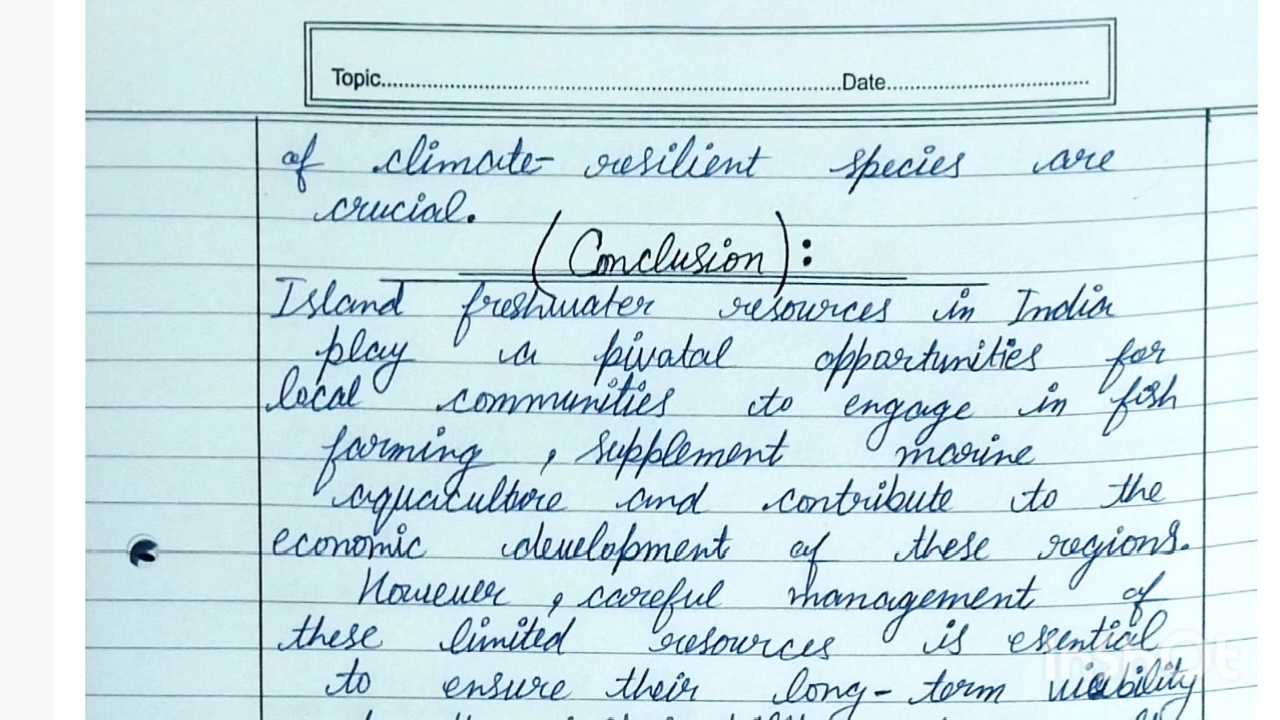 Topic.......... Date..........
of climate- resilient species are
crucial.
(Conclusion):
Island freshwater resources in India
play a pivatal opportunities for
local communities to engage in fish
farming, supplement marine
aquaculture and contribute to the
economic development of these regions.
However, careful management of
these limited resources is essential
to ensure their long-term viability